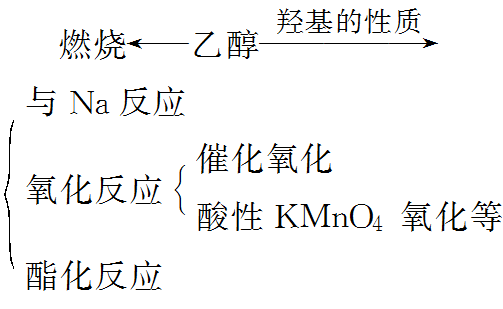 羟基的性质
燃烧 乙醇
与 Na 反应
催化氧化
氧化反应
酸性 KMnO₄ 氧化等
酯化反应